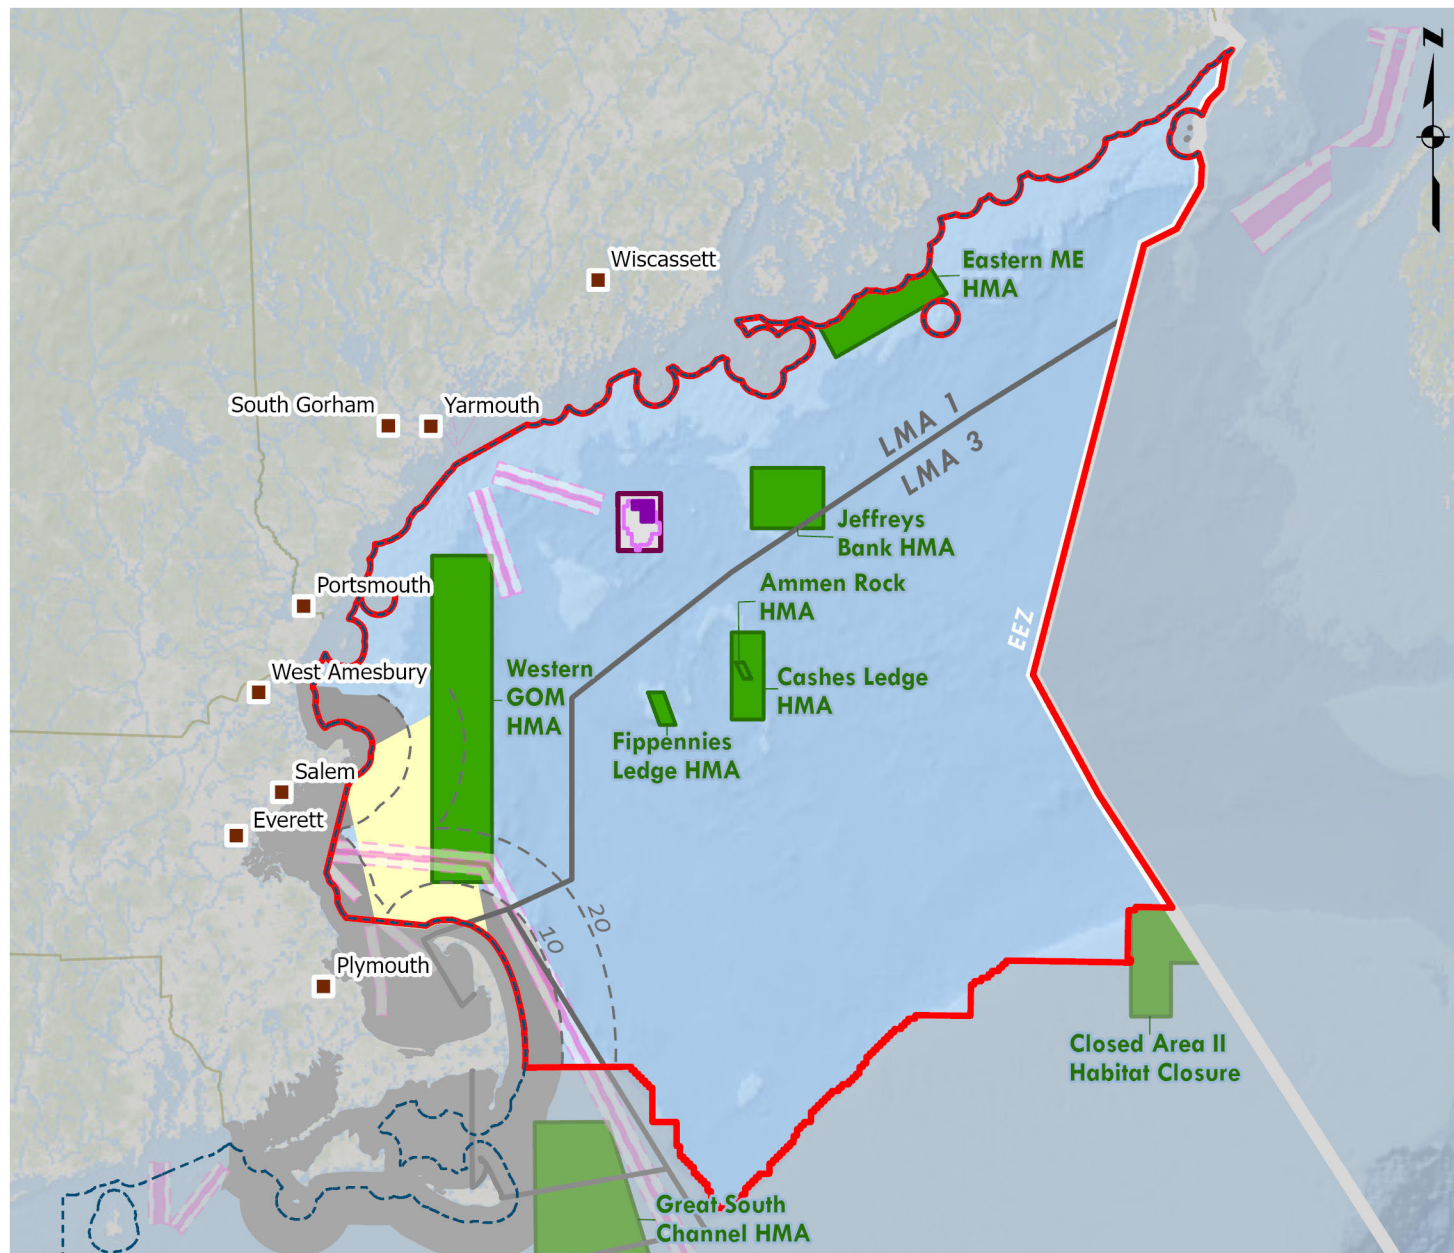 Z
Wiscassett
Eastern ME
HMA
South Gorham
Yarmouth
LMA 1
LMA 3
Jeffreys
Bank HMA
Portsmouth
Ammen Rock
HMA
EEZ
West Amesbury
Western
GOM
HMA
Cashes Ledge
HMA
Fippennies
Ledge HMA
Salem
Everett
20
10
Plymouth
Closed Area II
Habitat Closure
Great South
Channel HMA